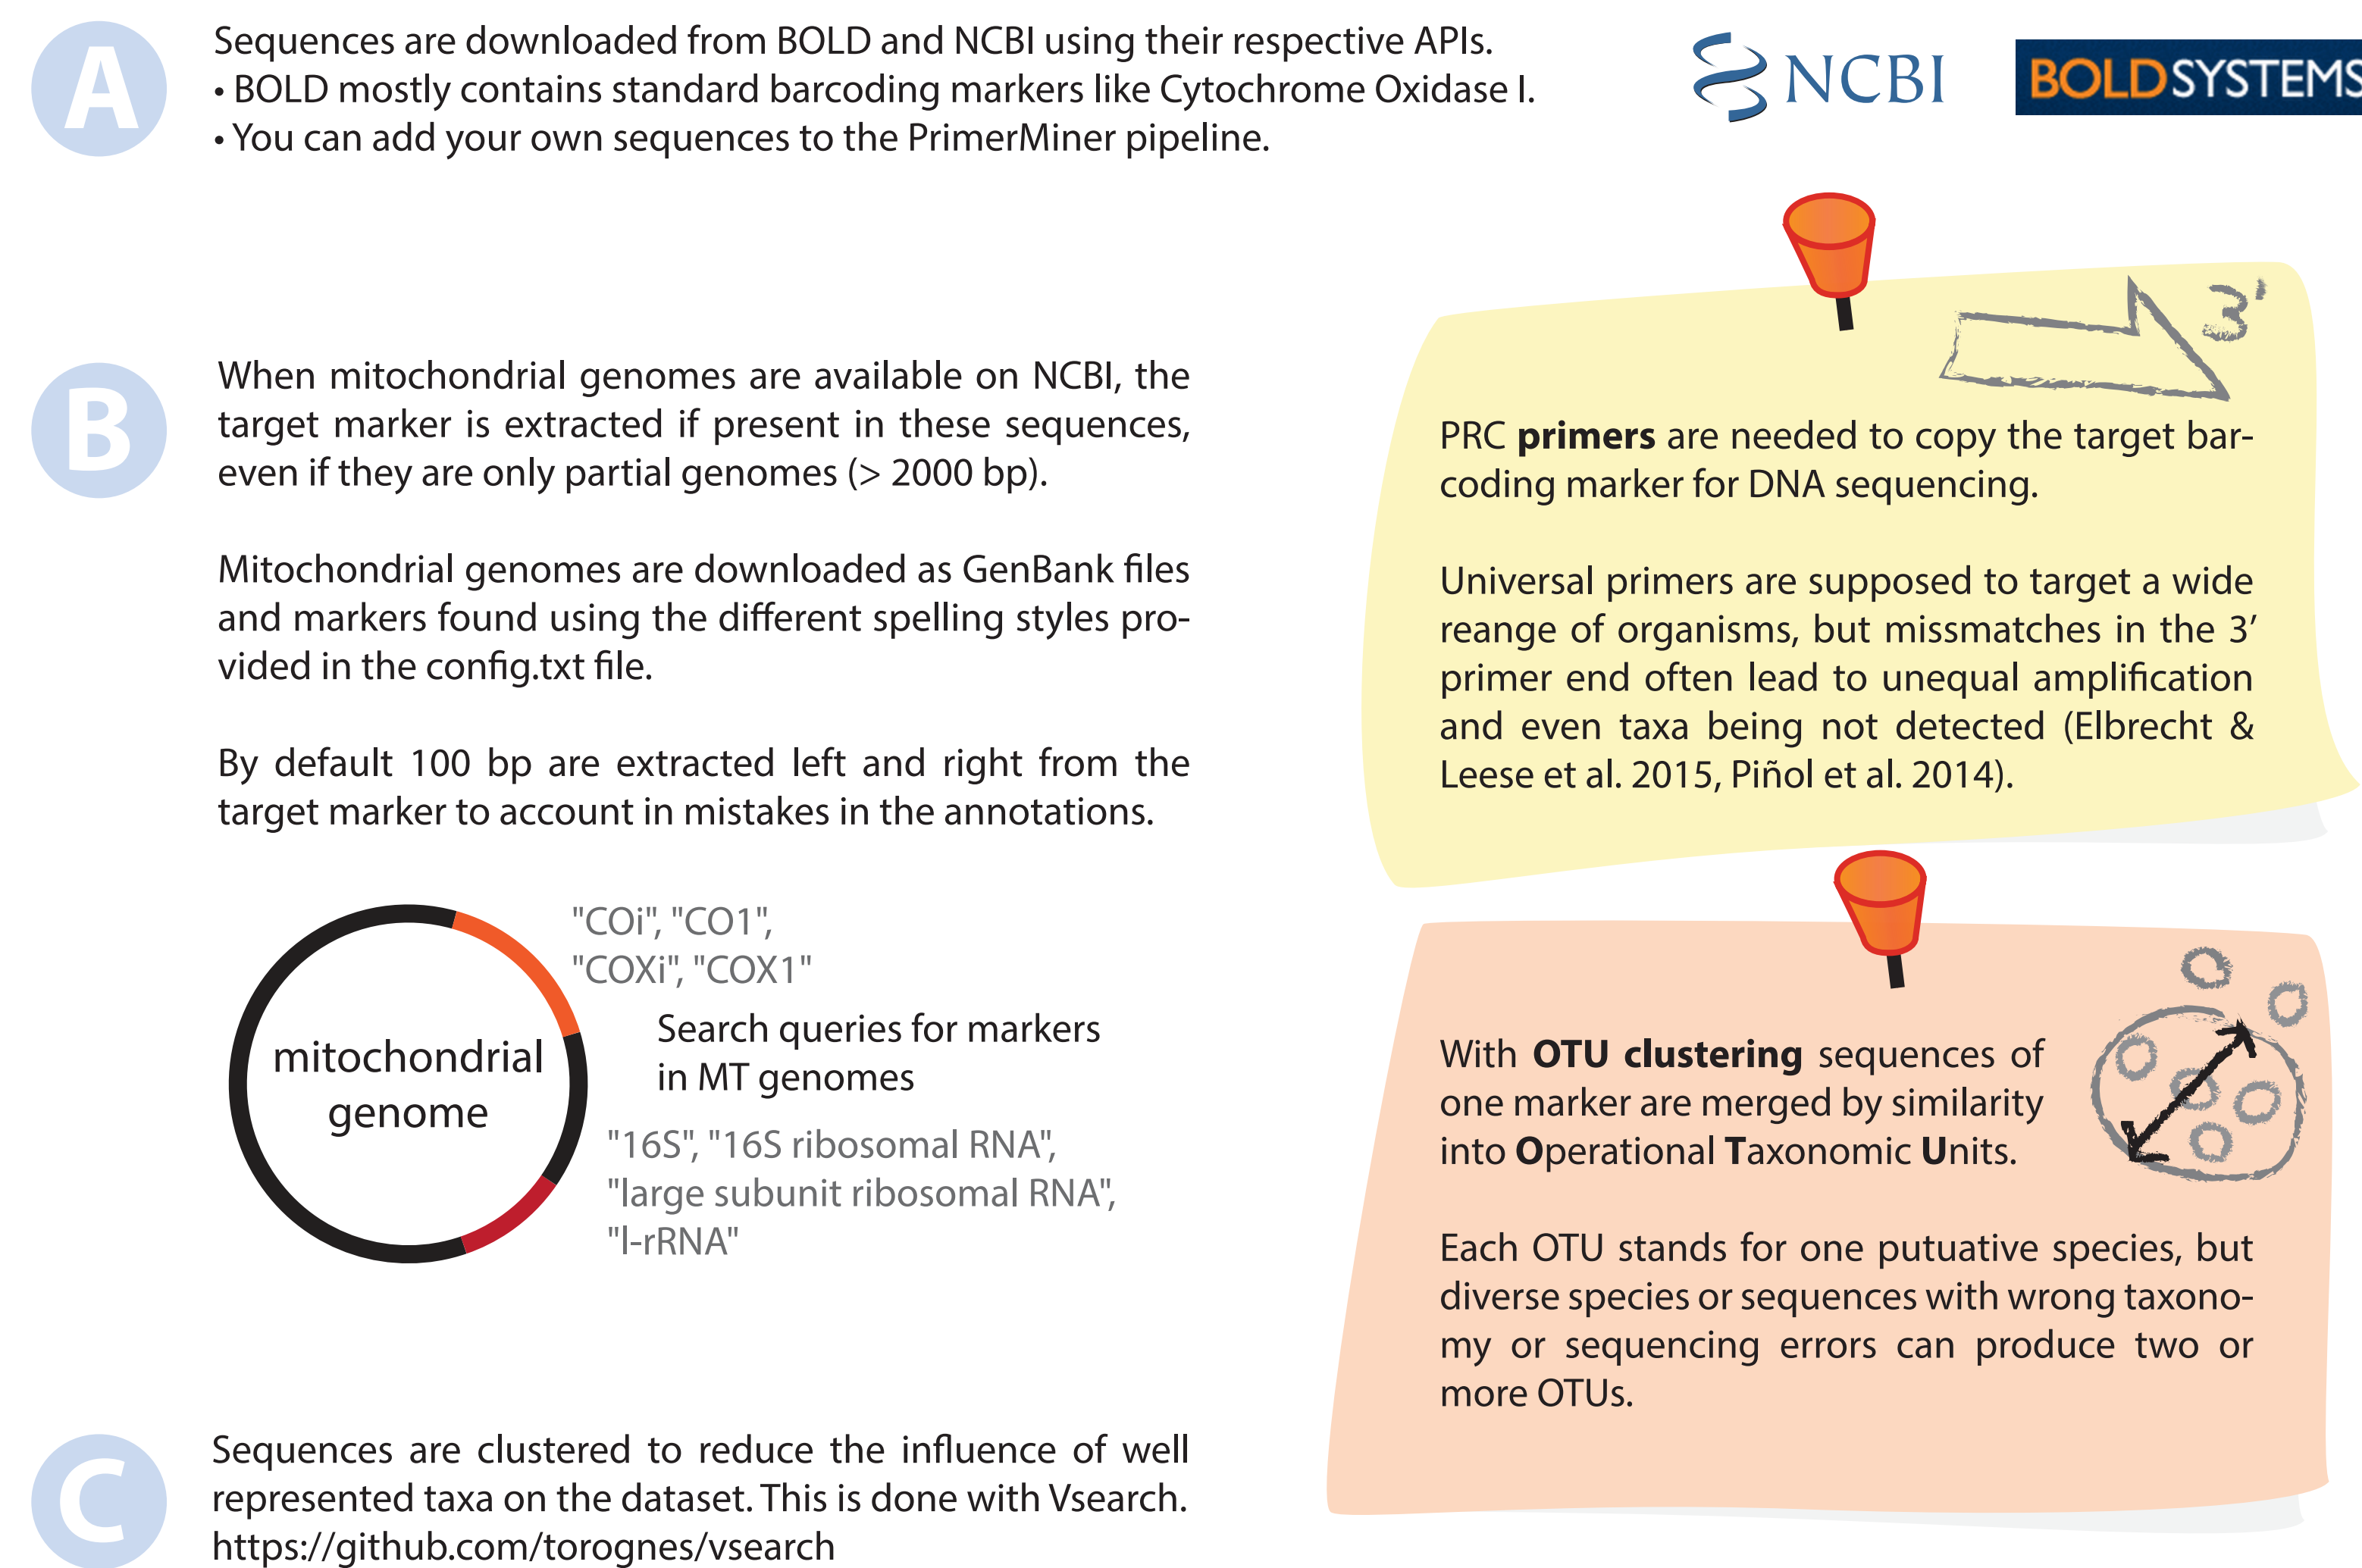 A
Sequences are downloaded from BOLD and NCBI using their respective APIs.
• BOLD mostly contains standard barcoding markers like Cytochrome Oxidase I.
• You can add your own sequences to the PrimerMiner pipeline.
NCBI
BOLDSYSTEMS
B
When mitochondrial genomes are available on NCBI, the
target marker is extracted if present in these sequences,
even if they are only partial genomes (> 2000 bp).
Mitochondrial genomes are downloaded as GenBank files
and markers found using the different spelling styles pro-
vided in the config.txt file.
By default 100 bp are extracted left and right from the
target marker to account in mistakes in the annotations.
mitochondrial
genome
"COi", "CO1",
"COXi", "COX1"
Search queries for markers
in MT genomes
"16S", "16S ribosomal RNA",
"large subunit ribosomal RNA",
"l-rRNA"
3'
PRC primers are needed to copy the target bar-
coding marker for DNA sequencing.
Universal primers are supposed to target a wide
reange of organisms, but missmatches in the 3′
primer end often lead to unequal amplification
and even taxa being not detected (Elbrecht &
Leese et al. 2015, Piñol et al. 2014).
With OTU clustering sequences of
one marker are merged by similarity
into Operational Taxonomic Units.
Each OTU stands for one putuative species, but
diverse species or sequences with wrong taxono-
my or sequencing errors can produce two or
more OTUs.
C
Sequences are clustered to reduce the influence of well
represented taxa on the dataset. This is done with Vsearch.
https://github.com/torognes/vsearch